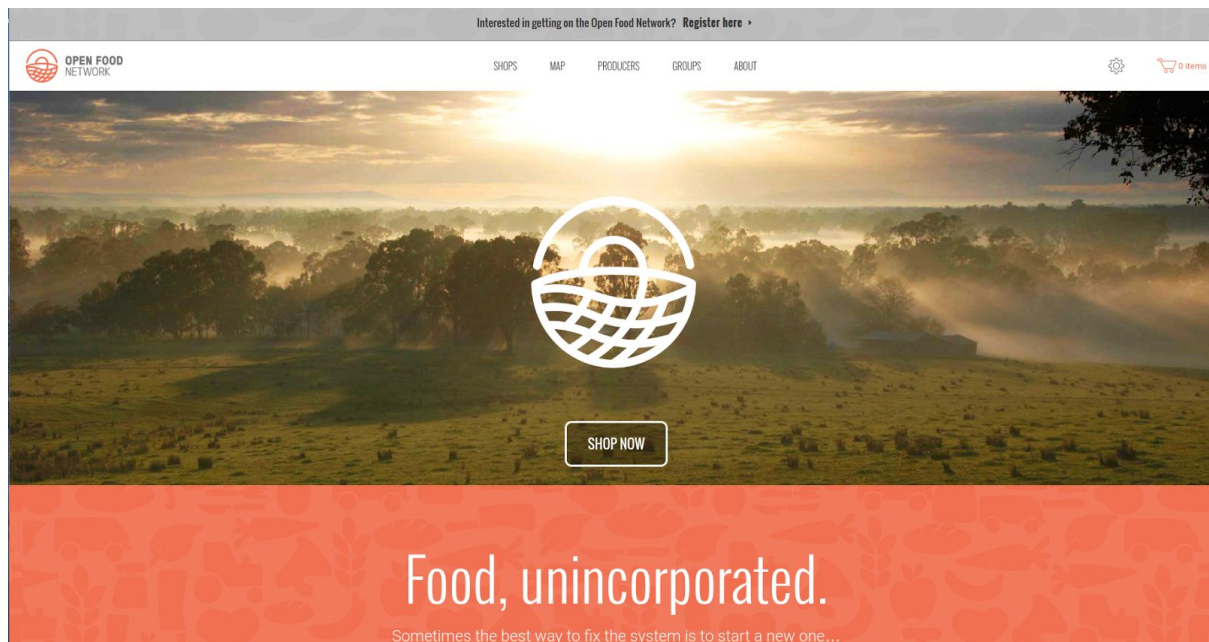 Interested in getting on the Open Food Network? Register here
OPEN FOOD
NETWORK
SHOPS MAP PRODUCERS GROUPS ABOUT
0 items
SHOP NOW
Food, unincorporated.
Sometimes the best way to fix the system is to start a new one...